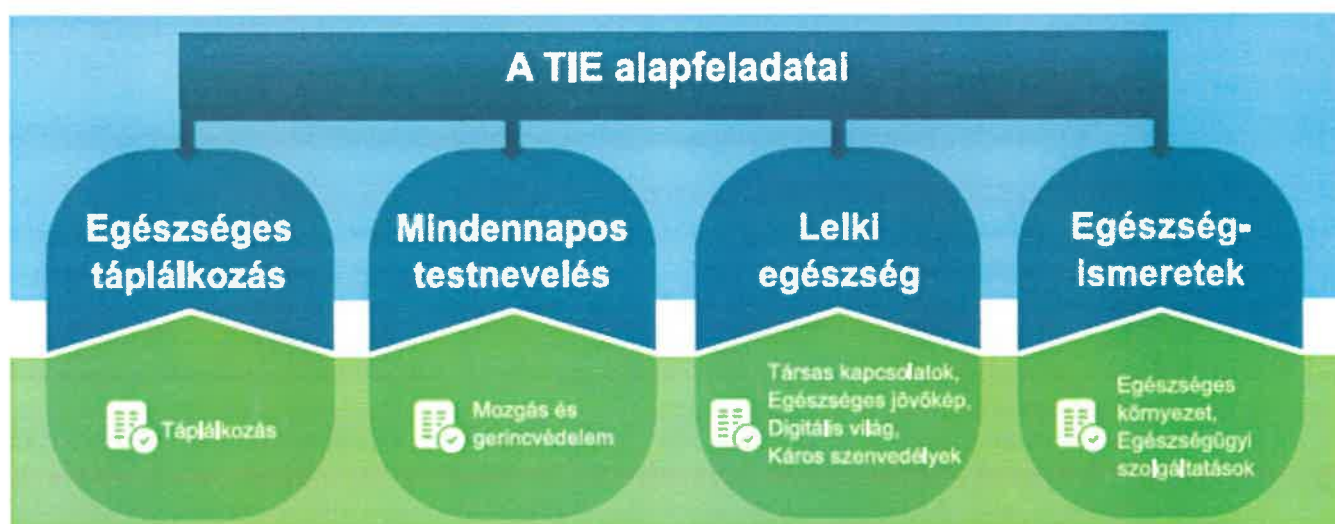 A TIE alapfeladatai
Egészséges
táplálkozás
Mindennapos
testnevelés
Lelki
egészség
Egészség-
ismeretek
Táplálkozás
Mozgás és
gerincvédelem
Társas kapcsolatok,
Egészséges jövőkép,
Digitális világ,
Káros szenvedélyek
Egészséges
környezet,
Egészségügyi
szolgáltatások